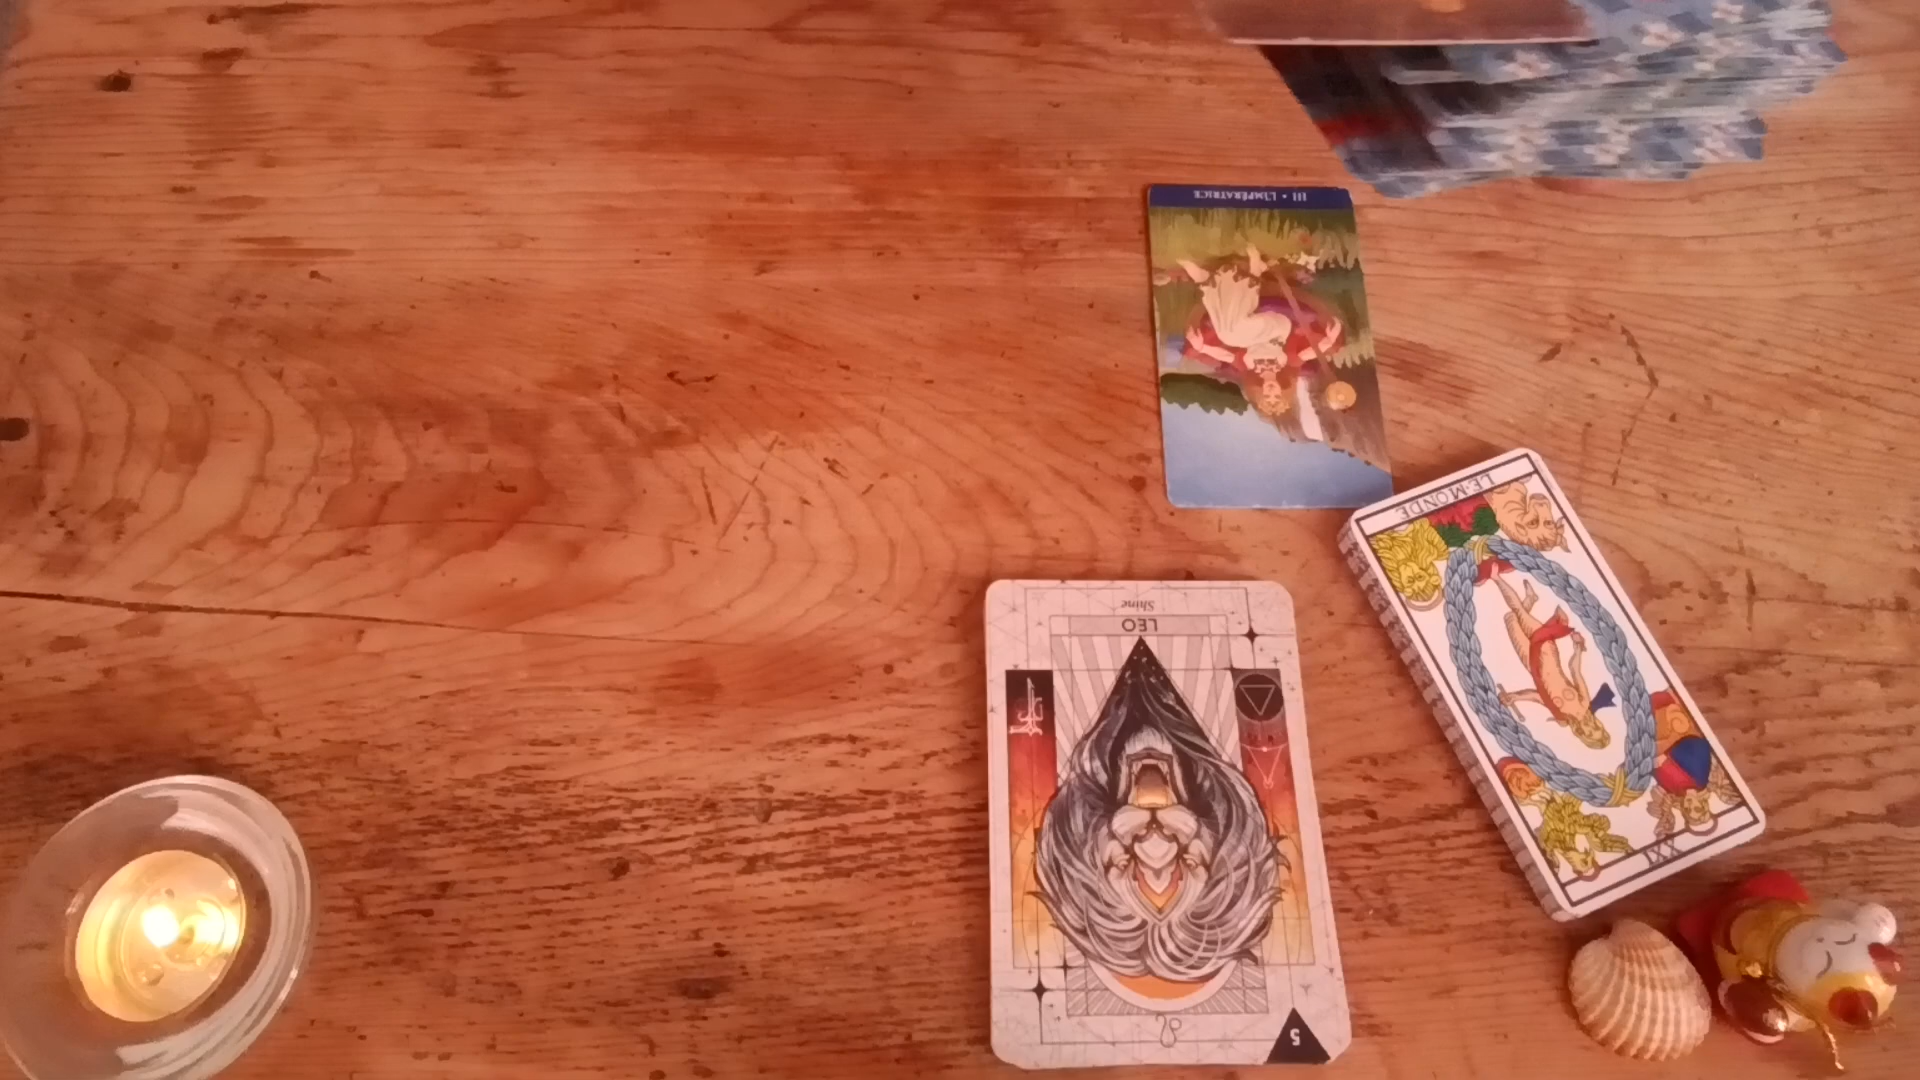 III • L'IMPÉRATRICE
LE·MONDE
XXI
Shine
LEO
5